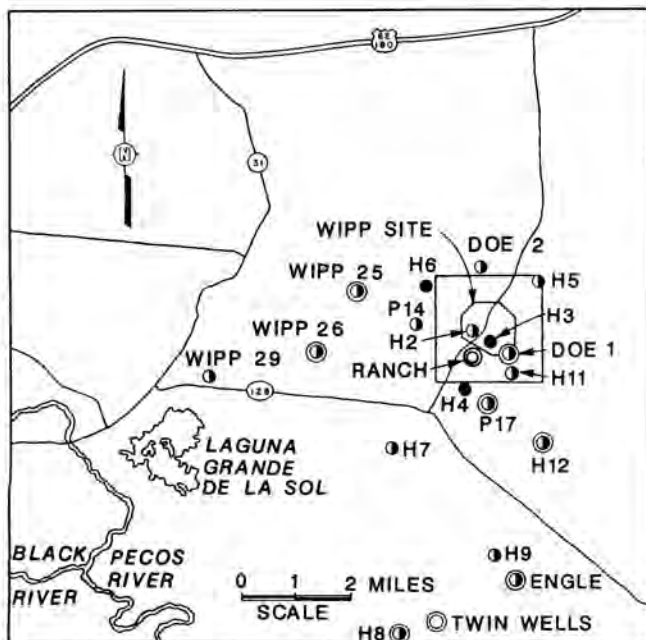 US
180
N
31
WIPP SITE
DOE 2
H6
H5
WIPP 25
P14
H3
H2
WIPP 26
DOE 1
WIPP 29
RANCH
H11
128
H4
P17
LAGUNA
GRANDE
DE LA SOL
H7
H12
BLACK
RIVER
PECOS
RIVER
H9
0 1 2 MILES
SCALE
ENGLE
TWIN WELLS
H8